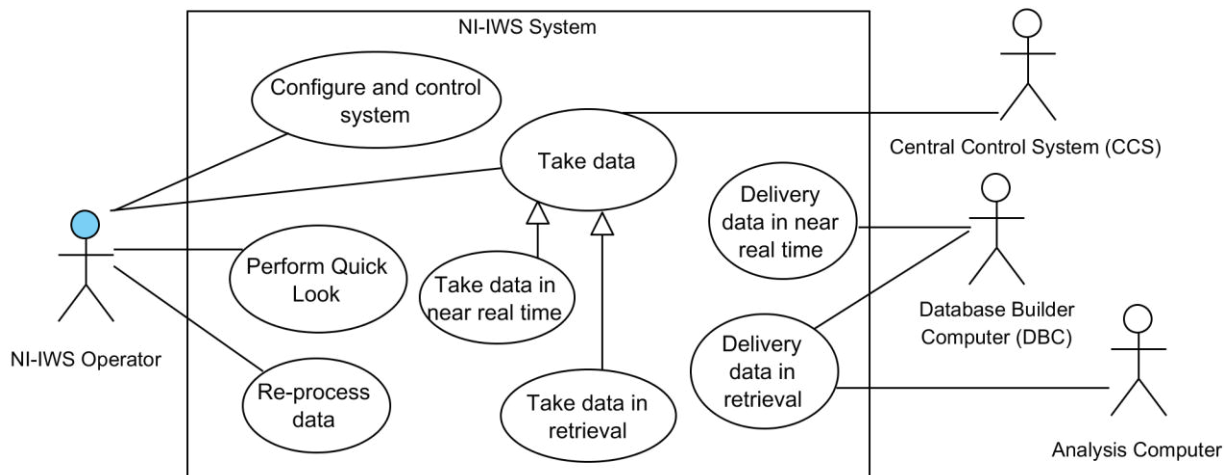 NI-IWS System
Configure and control
system
Take data
Central Control System (CCS)
Delivery
data in near
real time
Perform Quick
Look
Take data in
near real time
Database Builder
Computer (DBC)
NI-IWS Operator
Delivery
data in
retrieval
Re-process
data
Take data in
retrieval
Analysis Computer